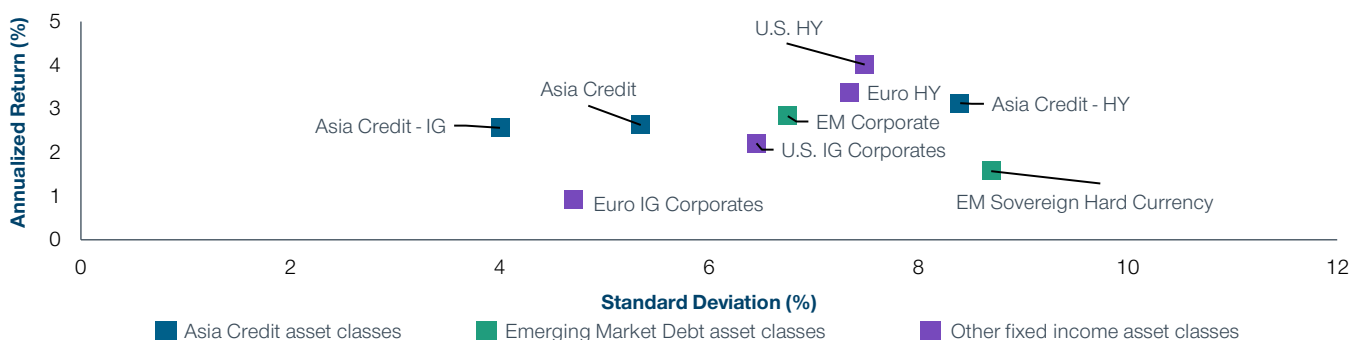 Annualized Return (%)
5
4
3
2
1
0
U.S. HY
Asia Credit
Euro HY
Asia Credit - HY
Asia Credit - IG
EM Corporate
U.S. IG Corporates
Euro IG Corporates
EM Sovereign Hard Currency
0 2 4 6 8 10 12
Standard Deviation (%)
Asia Credit asset classes Emerging Market Debt asset classes Other fixed income asset classes